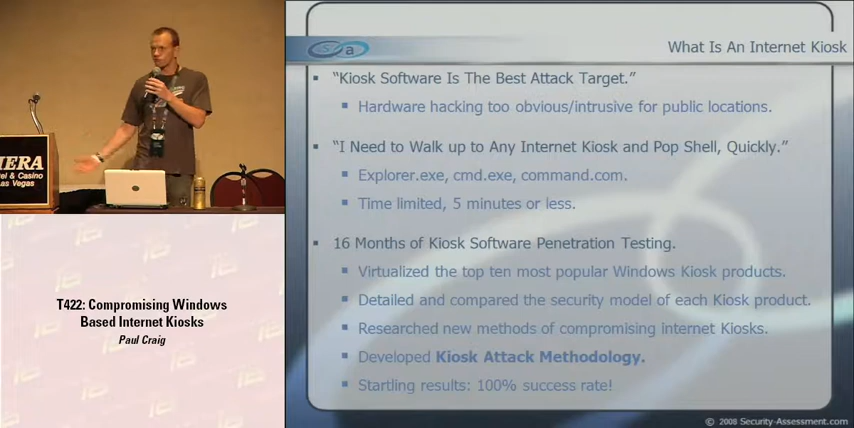 What Is An Internet Kiosk
"Kiosk Software Is The Best Attack Target."
Hardware hacking too obvious/intrusive for public locations.
"I Need to Walk up to Any Internet Kiosk and Pop Shell, Quickly."
Explorer.exe, cmd.exe, command.com.
Time limited, 5 minutes or less.
16 Months of Kiosk Software Penetration Testing.
Virtualized the top ten most popular Windows Kiosk products.
Detailed and compared the security model of each Kiosk product.
Researched new methods of compromising internet Kiosks.
Developed Kiosk Attack Methodology.
Startling results: 100% success rate!
© 2008 Security-Assessment.com
IERA
el & Casino
as Vegas
T422: Compromising Windows
Based Internet Kiosks
Paul Craig